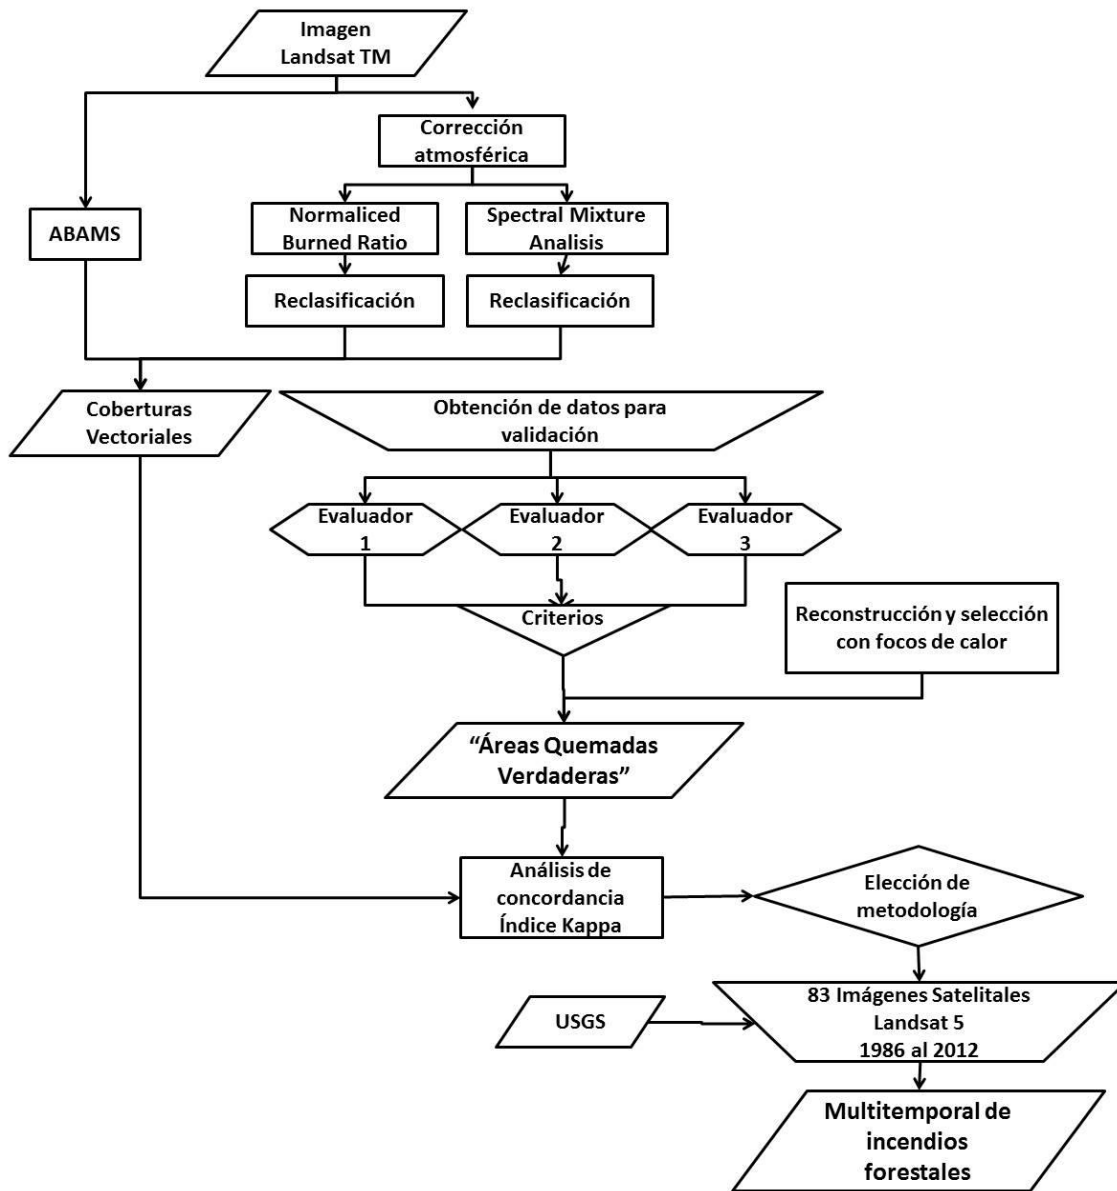 Imagen
Landsat TM
Corrección
atmosférica
ABAMS
Normaliced
Burned Ratio
Spectral Mixture
Analisis
Reclasificación
Reclasificación
Coberturas
Vectoriales
Obtención de datos para
validación
Evaluador
1
Evaluador
2
Evaluador
3
Criterios
Reconstrucción y selección
con focos de calor
“Áreas Quemadas
Verdaderas”
Análisis de
concordancia
Índice Kappa
Elección de
metodología
USGS
83 Imágenes Satelitales
Landsat 5
1986 al 2012
Multitemporal de
incendios
forestales